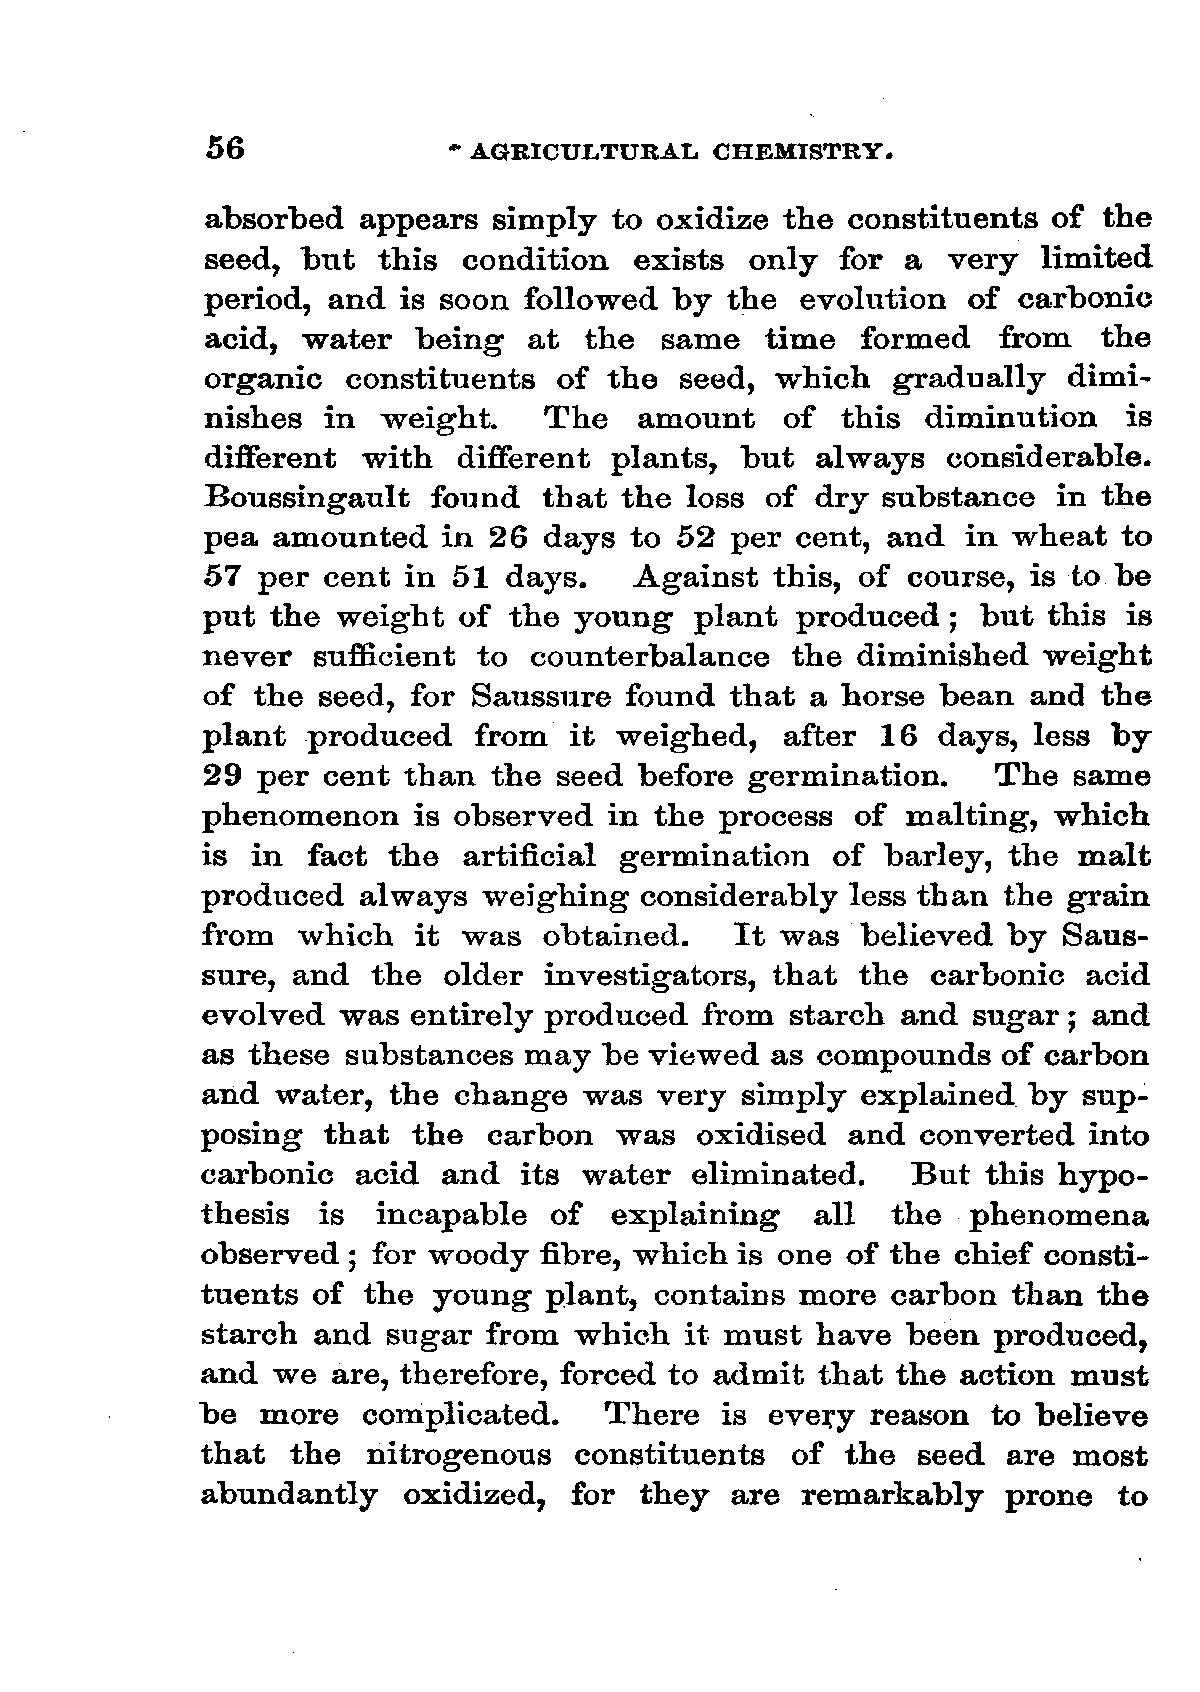 56 AGRICULTURAL CHEMISTRY.
absorbed appears simply to oxidize the constituents of the
seed, but this condition exists only for a very limited
period, and is soon followed by the evolution of carbonic
acid, water being at the same time formed from the
organic constituents of the seed, which gradually dimi-
nishes in weight. The amount of this diminution is
different with different plants, but always considerable.
Boussingault found that the loss of dry substance in the
pea amounted in 26 days to 52 per cent, and in wheat to
57 per cent in 51 days. Against this, of course, is to be
put the weight of the young plant produced; but this is
never sufficient to counterbalance the diminished weight
of the seed, for Saussure found that a horse bean and the
plant produced from it weighed, after 16 days, less by
29 per cent than the seed before germination. The same
phenomenon is observed in the process of malting, which
is in fact the artificial germination of barley, the malt
produced always weighing considerably less than the grain
from which it was obtained. It was believed by Saus-
sure, and the older investigators, that the carbonic acid
evolved was entirely produced from starch and sugar; and
as these substances may be viewed as compounds of carbon
and water, the change was very simply explained by sup-
posing that the carbon was oxidised and converted into
carbonic acid and its water eliminated. But this hypo-
thesis is incapable of explaining all the phenomena
observed; for woody fibre, which is one of the chief consti-
tuents of the young plant, contains more carbon than the
starch and sugar from which it must have been produced,
and we are, therefore, forced to admit that the action must
be more complicated. There is every reason to believe
that the nitrogenous constituents of the seed are most
abundantly oxidized, for they are remarkably prone to